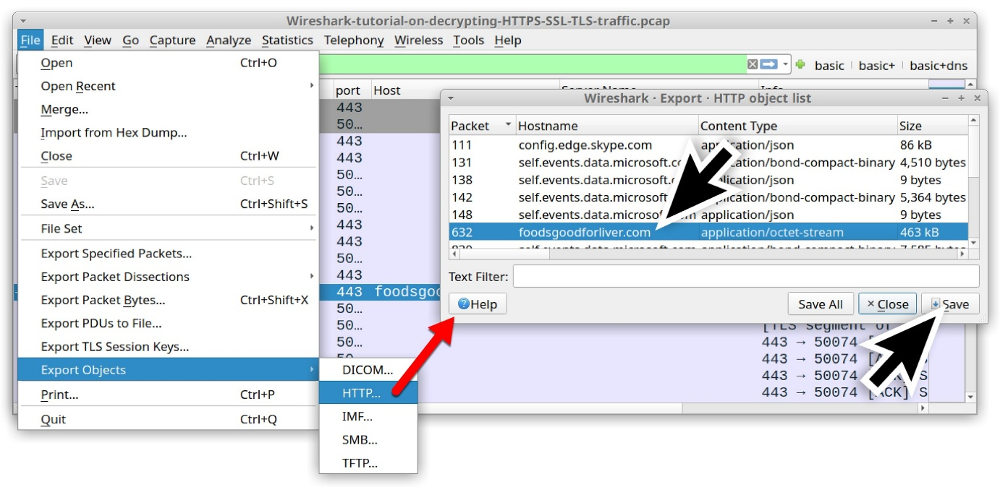 Wireshark-tutorial-on-decrypting-HTTPS-SSL-TLS-traffic.pcap
File Edit View Go Capture Analyze Statistics Telephony Wireless Tools Help
basic basic+ basic+dns
Open Ctrl+O
Open Recent
Merge...
Import from Hex Dump...
Close Ctrl+W
Save Ctrl+S
Save As... Ctrl+Shift+S
File Set
Export Specified Packets...
Export Packet Dissections
Export Packet Bytes... Ctrl+Shift+X
Export PDUs to File...
Export TLS Session Keys...
Export Objects
Print... Ctrl+P
Quit Ctrl+Q
DICOM...
HTTP...
IMF...
SMB...
TFTP...
port Host Server Name Info
443
50...
443
443
50...
50...
50...
443
443
50...
443
443 foodsgoo
50...
50...
50...
50...
Wireshark · Export · HTTP object list
Packet Hostname Content Type Size
111 config.edge.skype.com application/json 86 kB
131 self.events.data.microsoft.co application/bond-compact-binary 4,510 bytes
138 self.events.data.microsoft application/json 9 bytes
142 self.events.data.microsoft application/bond-compact-binary 5,364 bytes
148 self.events.data.microsoft.com application/json 9 bytes
632 foodsgoodforliver.com application/octet-stream 463 kB
Text Filter:
Help Save All Close Save
[TLS segment of
443 → 50074 [
443 → 50074 [A S
443 → 50074 [ACK] S
443 → 50074 [ACK] S